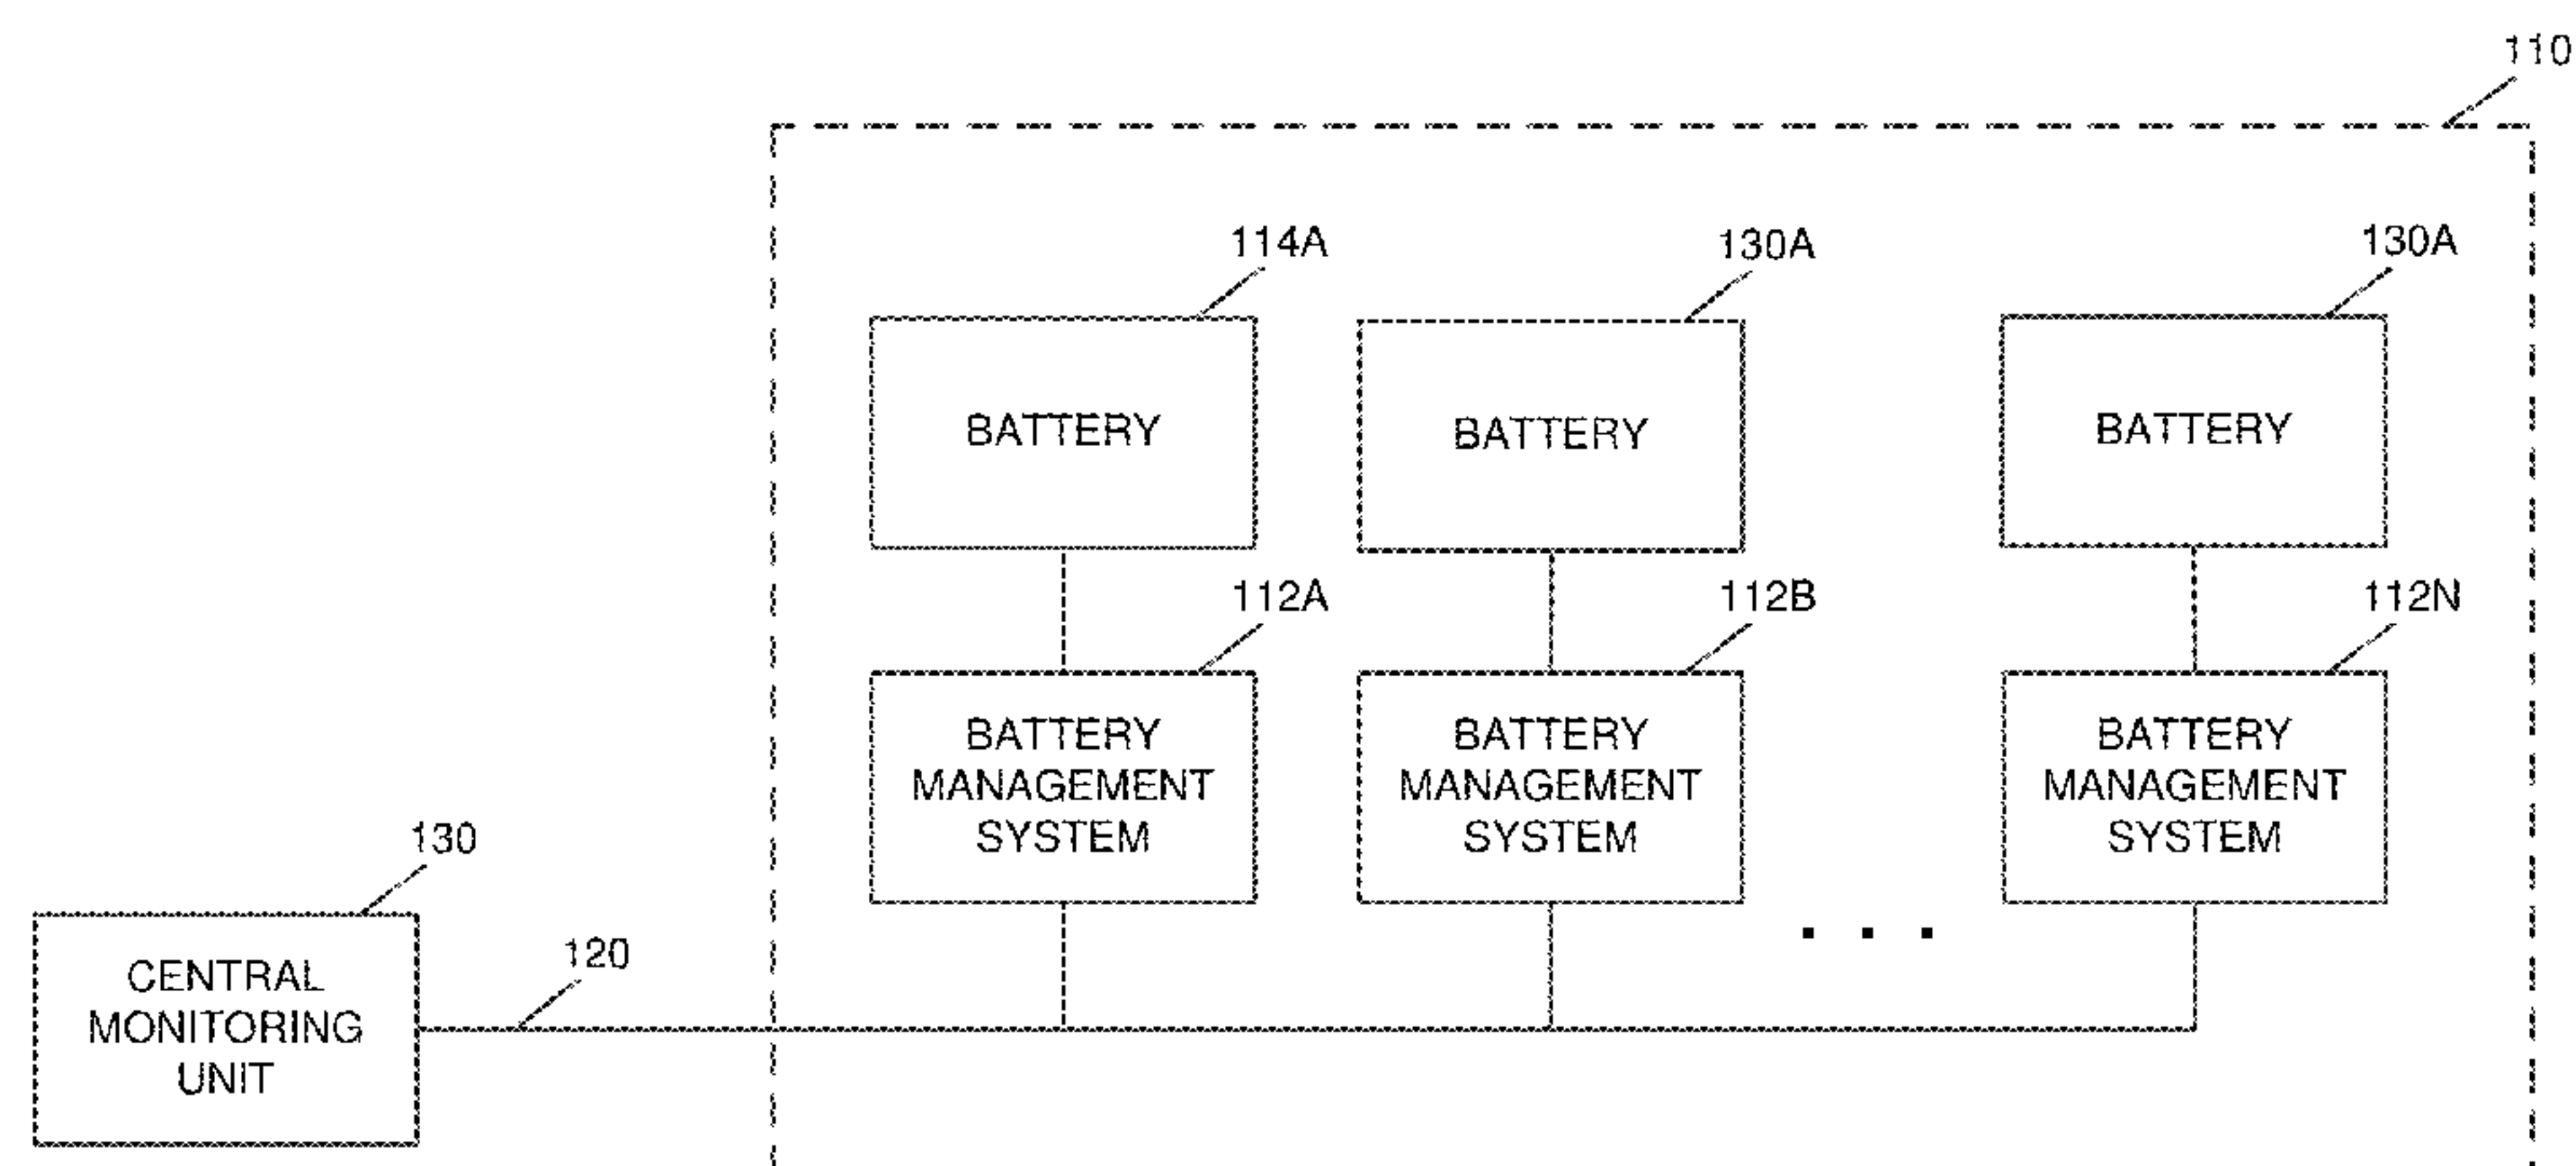 110
114A
130A
130A
BATTERY
BATTERY
BATTERY
112A
112B
112N
BATTERY
MANAGEMENT
SYSTEM
BATTERY
MANAGEMENT
SYSTEM
BATTERY
MANAGEMENT
SYSTEM
130
120
CENTRAL
MONITORING
UNIT
. . .